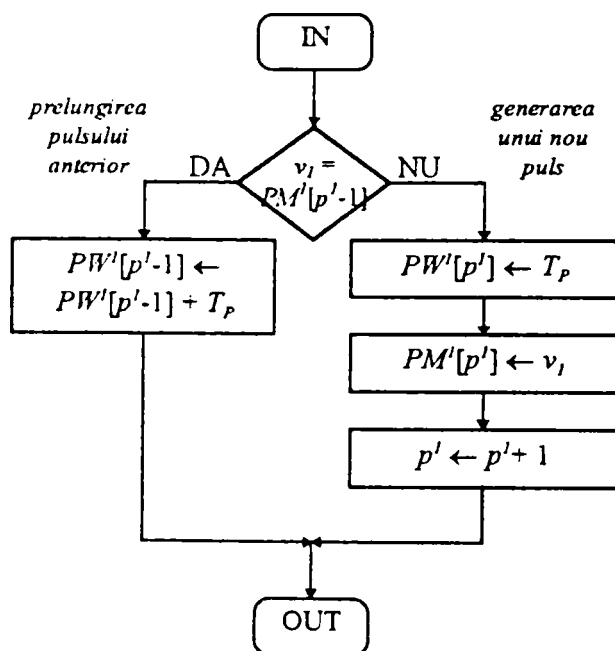 IN
prelungirea
pulsului
anterior
generarea
unui nou
puls
DA
v₁ =
PM¹[p¹-1]
NU
PW¹[p¹-1] ←
PW¹[p¹-1] + Tₚ
PW¹[p¹] ← Tₚ
PM¹[p¹] ← v₁
p¹ ← p¹ + 1
OUT